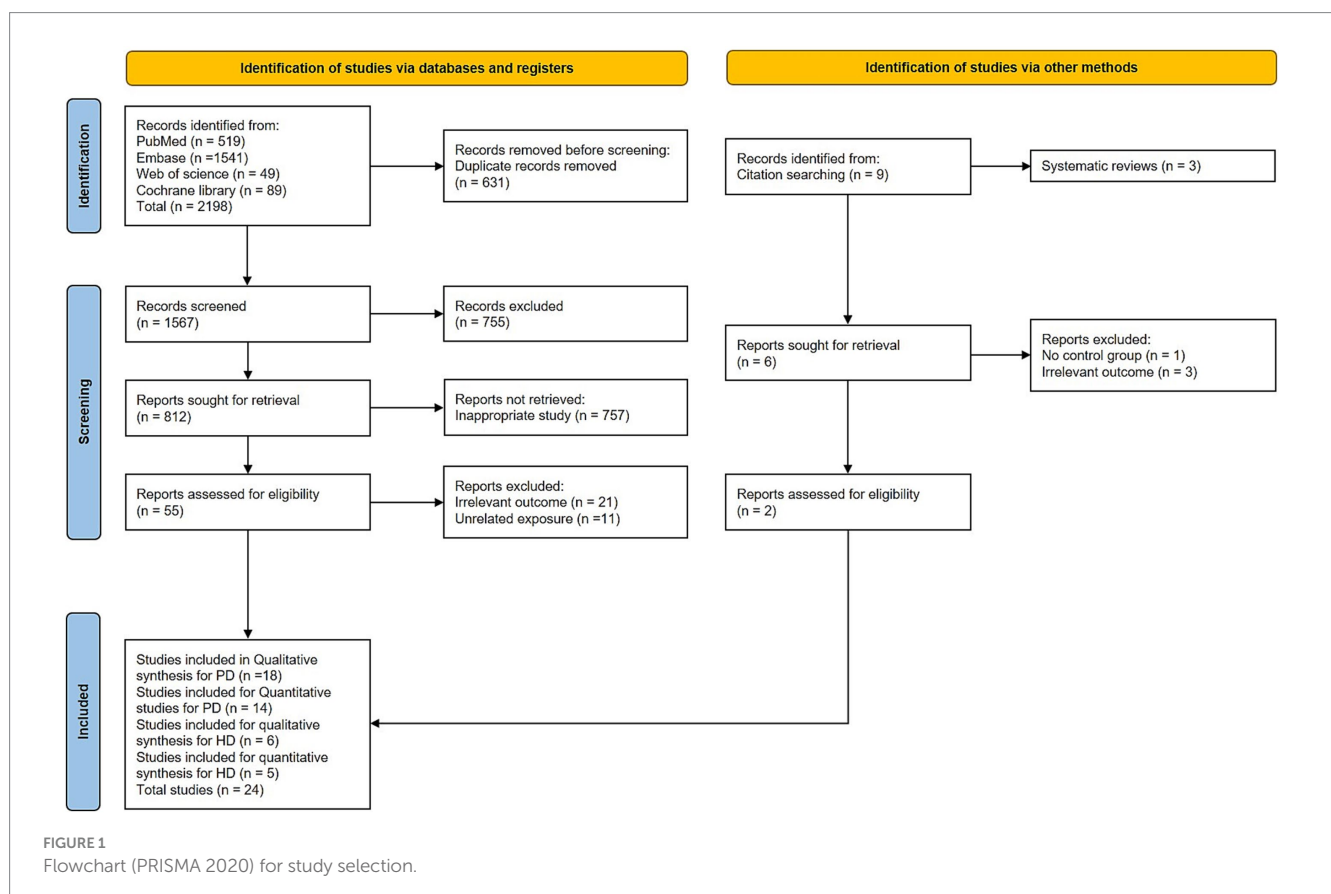 Identification of studies via databases and registers
Identification of studies via other methods
Identification
Records identified from:
PubMed (n = 519)
Embase (n =1541)
Web of science (n = 49)
Cochrane library (n = 89)
Total (n = 2198)
Records removed before screening:
Duplicate records removed
(n = 631)
Records identified from:
Citation searching (n = 9)
Systematic reviews (n = 3)
Screening
Records screened
(n = 1567)
Records excluded
(n = 755)
Reports sought for retrieval
(n = 6)
Reports excluded:
No control group (n = 1)
Irrelevant outcome (n = 3)
Reports sought for retrieval
(n = 812)
Reports not retrieved:
Inappropriate study (n = 757)
Reports assessed for eligibility
(n = 55)
Reports excluded:
Irrelevant outcome (n = 21)
Unrelated exposure (n =11)
Reports assessed for eligibility
(n = 2)
Included
Studies included in Qualitative
synthesis for PD (n =18)
Studies included for Quantitative
studies for PD (n = 14)
Studies included for qualitative
synthesis for HD (n = 6)
Studies included for quantitative
synthesis for HD (n = 5)
Total studies (n = 24)
FIGURE 1
Flowchart (PRISMA 2020) for study selection.